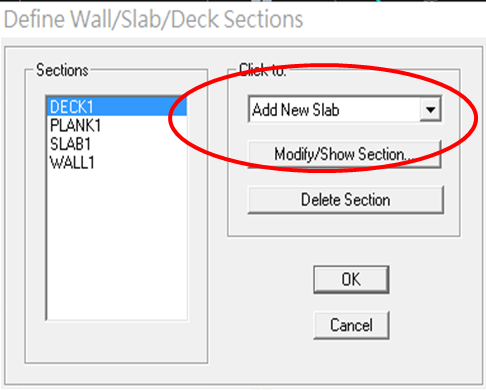 Define Wall/Slab/Deck Sections
Sections
DECK1
PLANK1
SLAB1
WALL1
Click to:
Add New Slab
Modify/Show Section...
Delete Section
OK
Cancel